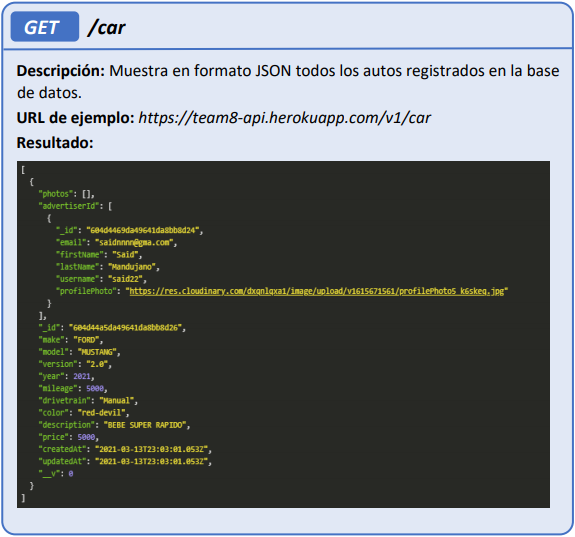 GET /car
Descripción: Muestra en formato JSON todos los autos registrados en la base
de datos.
URL de ejemplo: https://team8-api.herokuapp.com/v1/car
Resultado:
[
{
"photos": [],
"advertiserId": [
{
"_id": "604d4469da49641da8bb8d24",
"email": "saidnnnn@gma.com",
"firstName": "Said",
"lastName": "Mandujano",
"username": "said22",
"profilePhoto": "https://res.cloudinary.com/dxqnlqxa1/image/upload/v1615671561/profilePhoto5_k6skeq.jpg"
}
],
"_id": "604d44a5da49641da8bb8d26",
"make": "FORD",
"model": "MUSTANG",
"version": "2.0",
"year": 2021,
"mileage": 5000,
"drivetrain": "Manual",
"color": "red-devil",
"description": "BEBE SUPER RAPIDO",
"price": 5000,
"createdAt": "2021-03-13T23:03:01.053Z",
"updatedAt": "2021-03-13T23:03:01.053Z",
"__v": 0
}
]